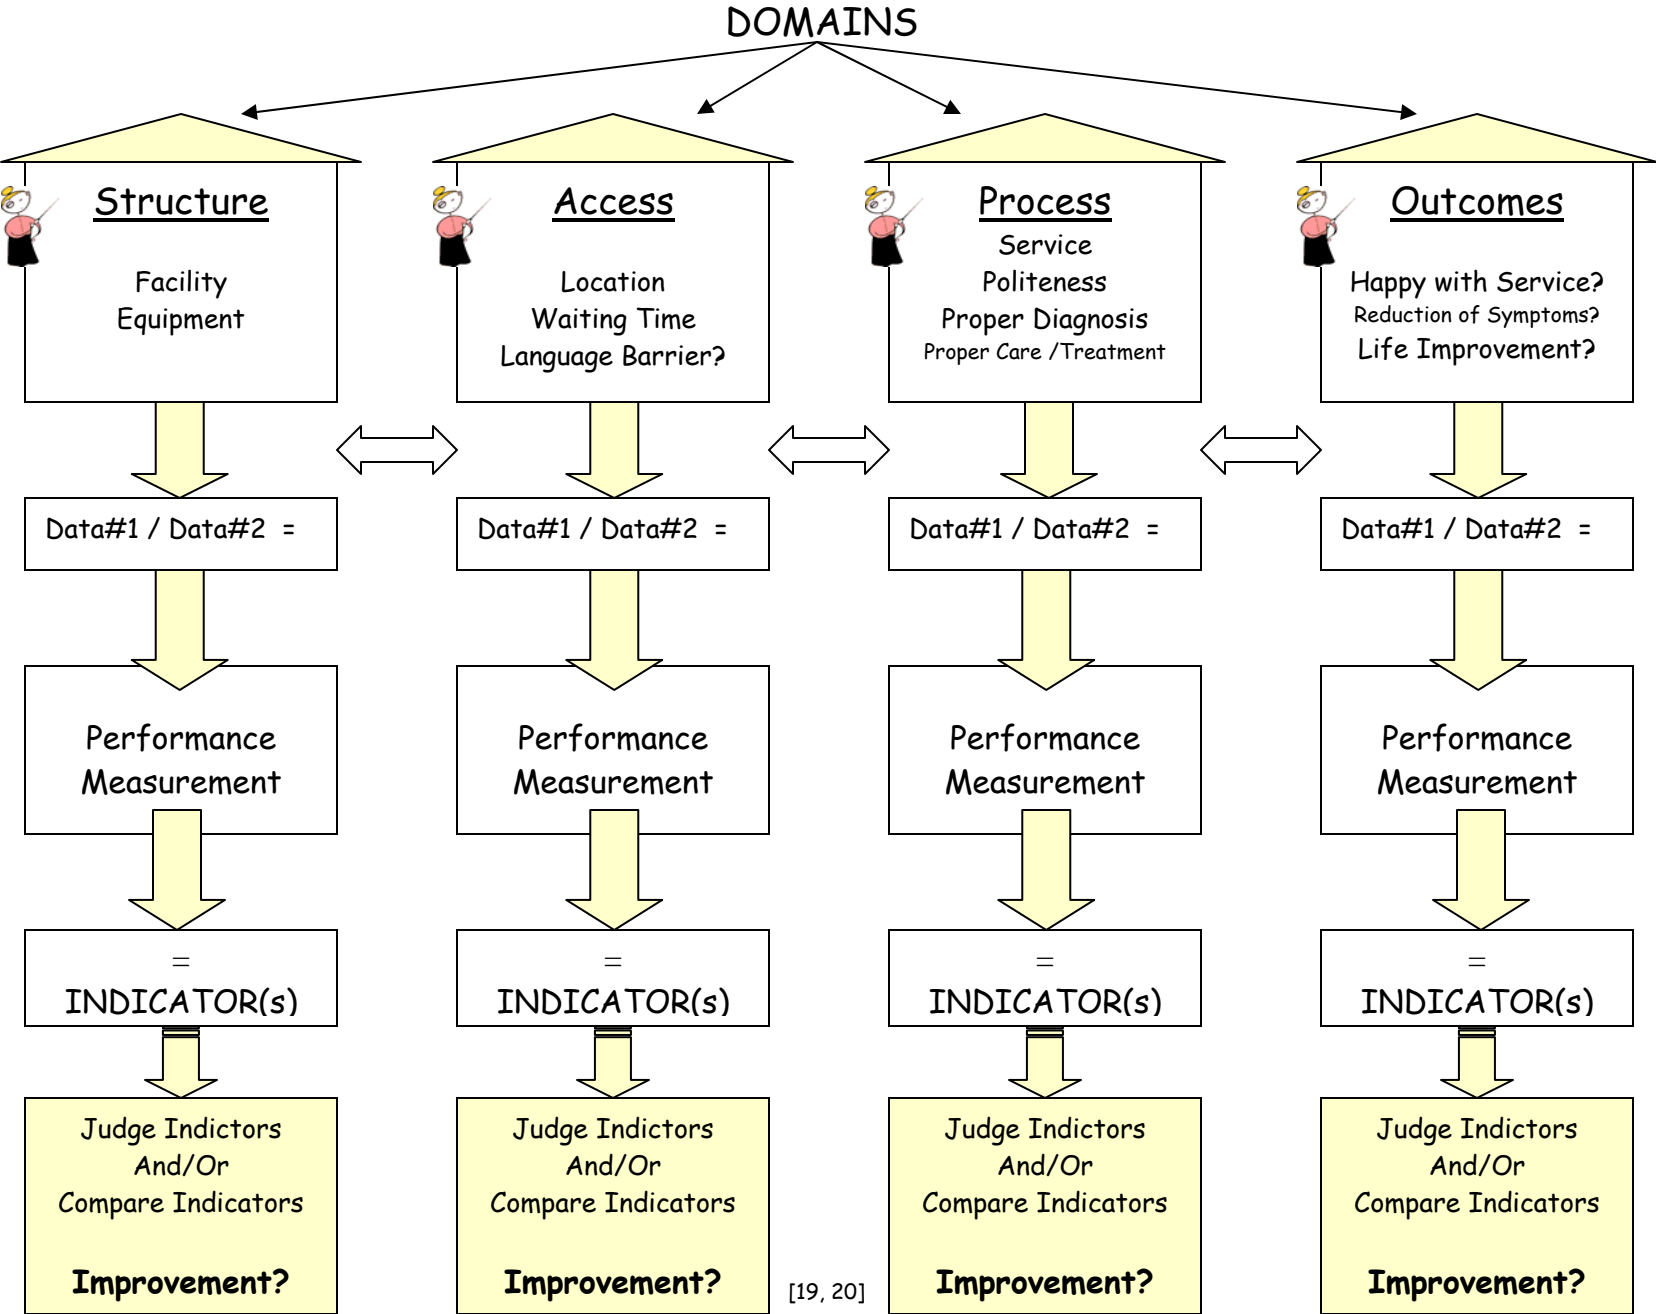 DOMAINS
Structure
Facility
Equipment
Access
Location
Waiting Time
Language Barrier?
Process
Service
Politeness
Proper Diagnosis
Proper Care /Treatment
Outcomes
Happy with Service?
Reduction of Symptoms?
Life Improvement?
Data#1 / Data#2 =
Data#1 / Data#2 =
Data#1 / Data#2 =
Data#1 / Data#2 =
Performance
Measurement
Performance
Measurement
Performance
Measurement
Performance
Measurement
=
INDICATOR(s)
=
INDICATOR(s)
=
INDICATOR(s)
=
INDICATOR(s)
Judge Indictors
And/Or
Compare Indicators
Improvement?
Judge Indictors
And/Or
Compare Indicators
Improvement?
[19, 20]
Judge Indictors
And/Or
Compare Indicators
Improvement?
Judge Indictors
And/Or
Compare Indicators
Improvement?